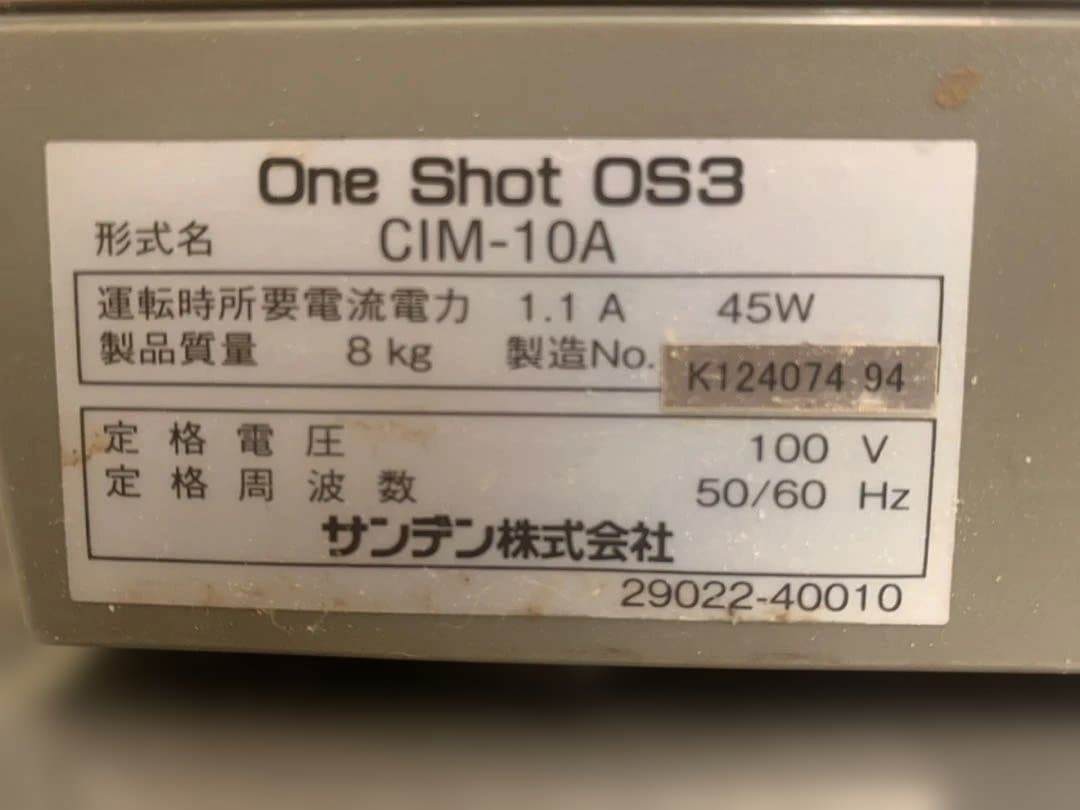 One Shot OS3
形式名 CIM-10A
運転時所要電流電力 1.1 A 45W
製品質量 8 kg 製造No. K124074 94
定格電圧 100 V
定格周波数 50/60 Hz
サンデン株式会社
29022-40010